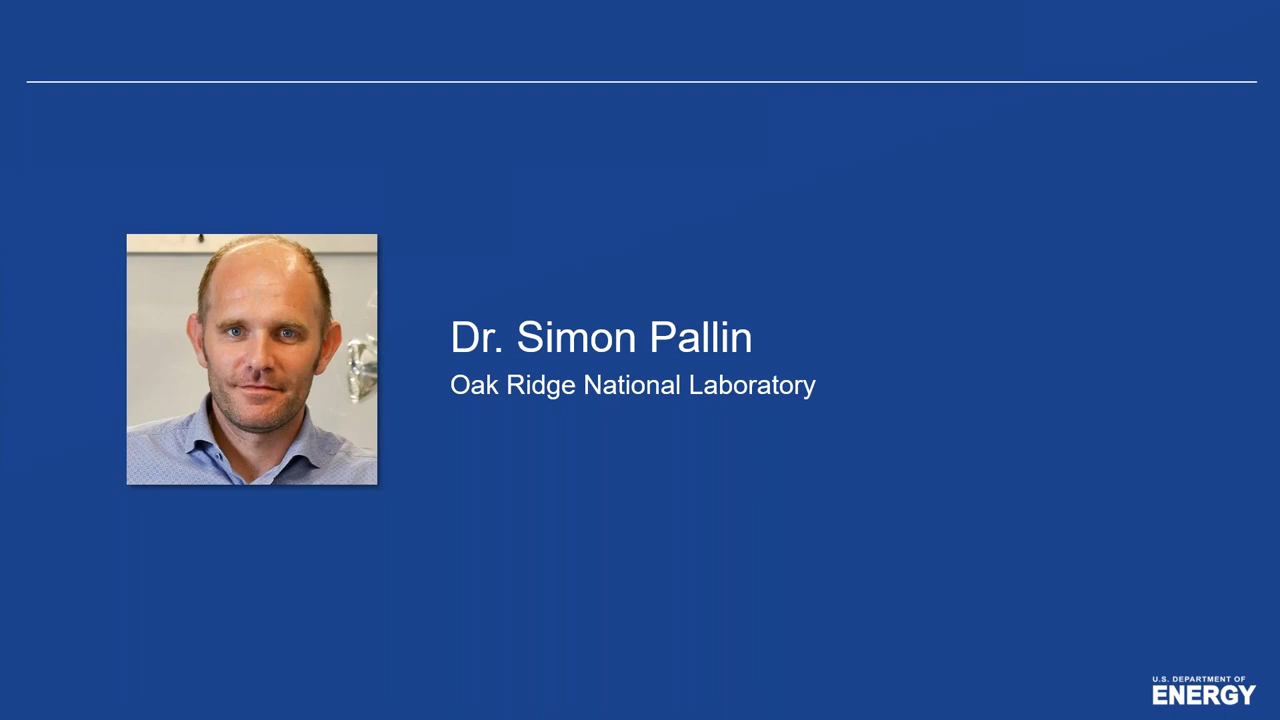 Dr. Simon Pallin
Oak Ridge National Laboratory
U.S. DEPARTMENT OF
ENERGY